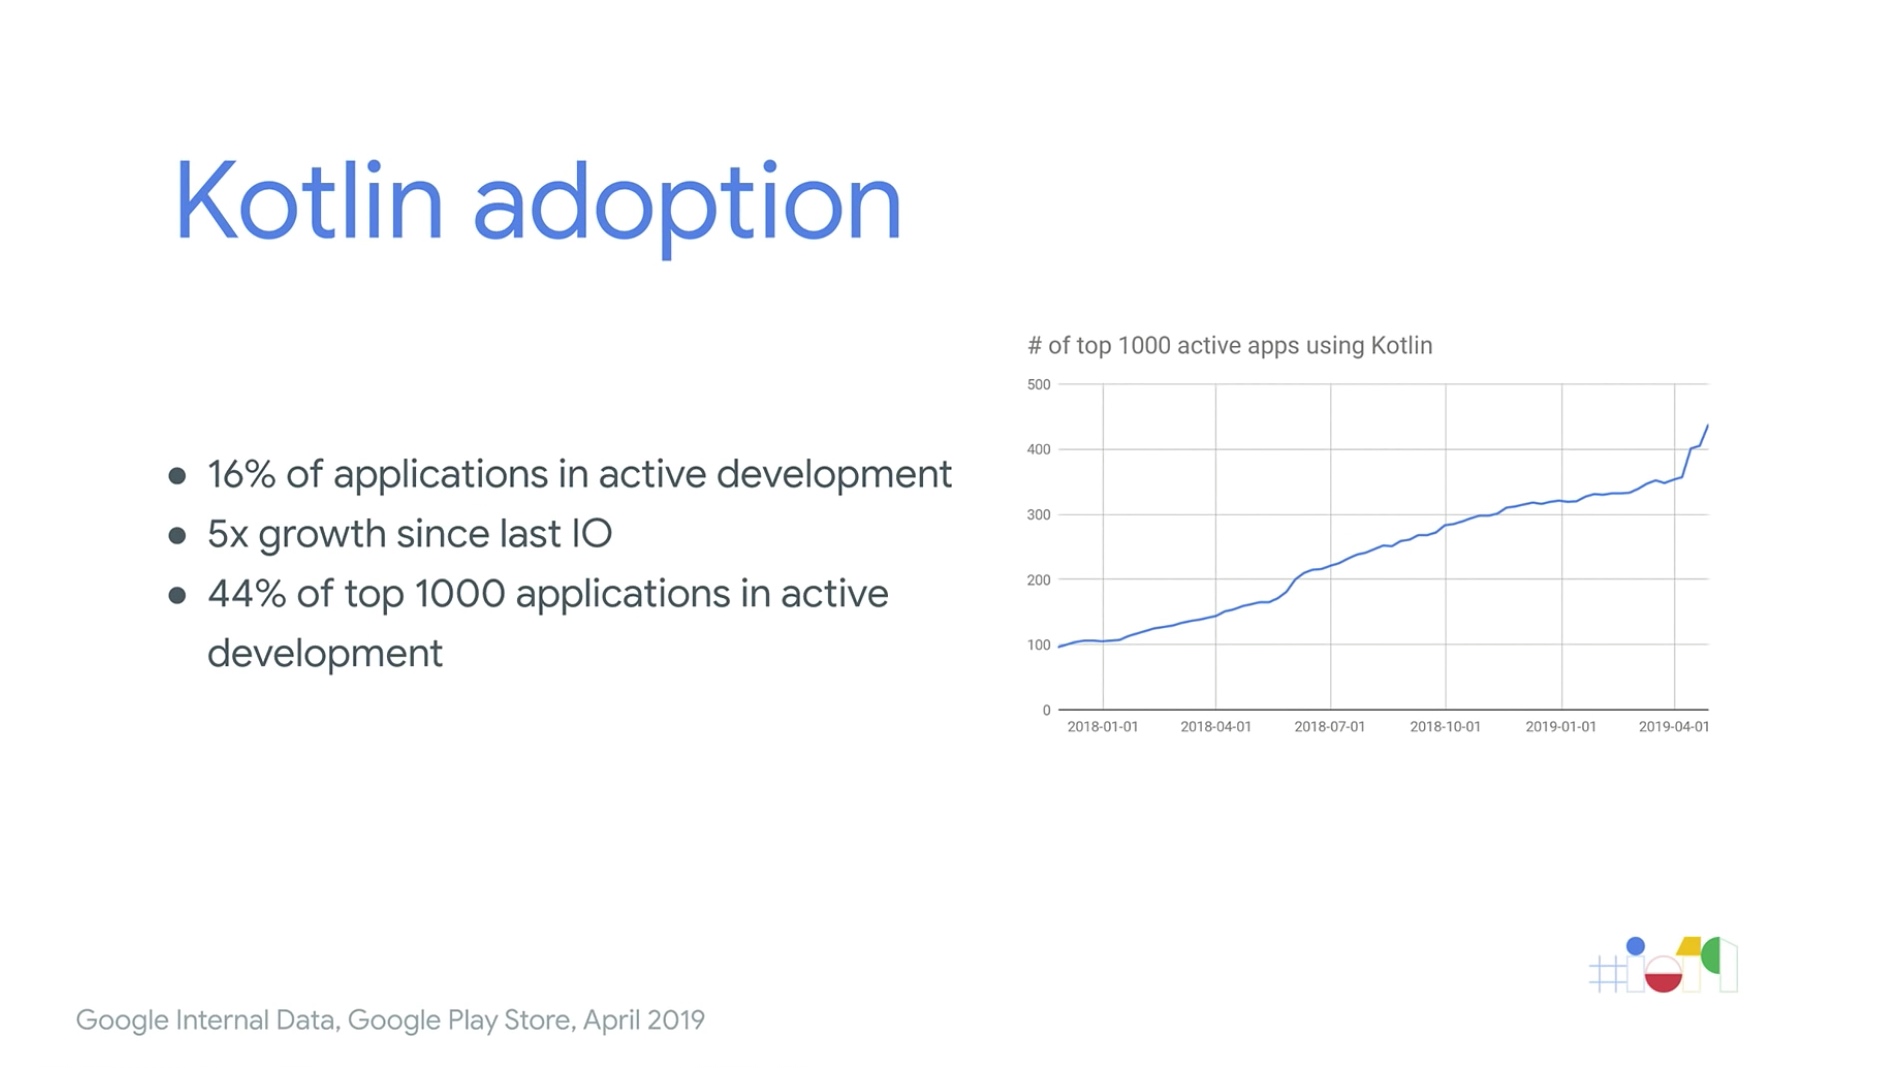 Kotlin adoption
# of top 1000 active apps using Kotlin
500
400
300
200
100
0
2018-01-01 2018-04-01 2018-07-01 2018-10-01 2019-01-01 2019-04-01
● 16% of applications in active development
● 5x growth since last IO
● 44% of top 1000 applications in active
development
#io19
Google Internal Data, Google Play Store, April 2019